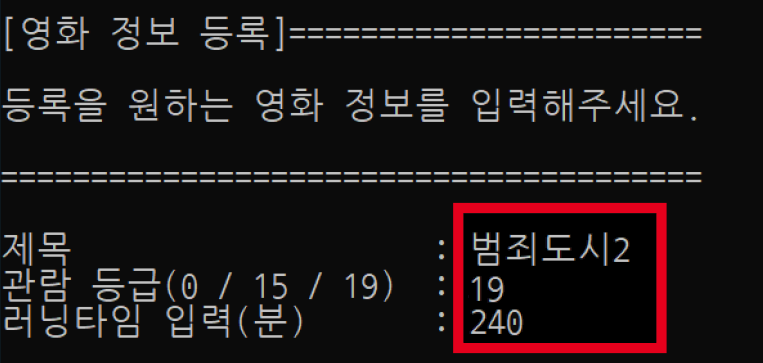 [영화 정보 등록]=======================
등록을 원하는 영화 정보를 입력해주세요.
=======================================
제목 : 범죄도시2
관람 등급(0 / 15 / 19) : 19
러닝타임 입력(분) : 240